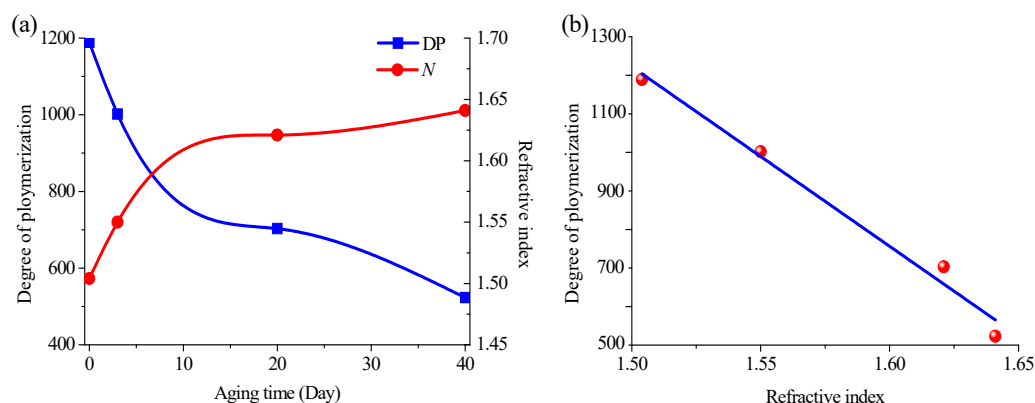 (a)
DP
N
1200
1000
800
600
400
1.70
1.65
1.60
1.55
1.50
1.45
0
10
20
30
40
Degree of ploymerization
Refractive index
Aging time (Day)
(b)
1300
1100
900
700
500
1.50
1.55
1.60
1.65
Degree of ploymerization
Refractive index